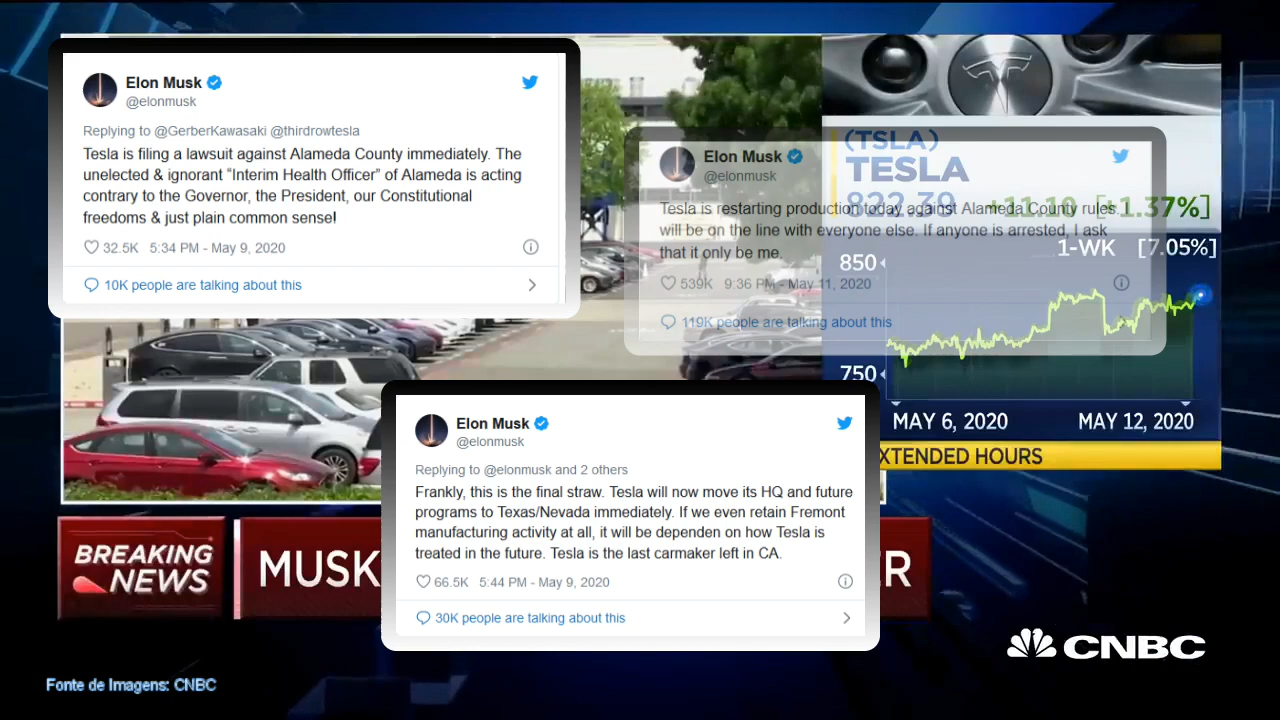 Elon Musk
@elonmusk
Replying to @GerberKawasaki @thirdrowtesla
Tesla is filing a lawsuit against Alameda County immediately. The
unelected & ignorant “Interim Health Officer” of Alameda is acting
contrary to the Governor, the President, our Constitutional
freedoms & just plain common sense!
32.5K 5:34 PM - May 9, 2020
10K people are talking about this
(TSLA)
TESLA
822.39 +11.10 [+1.37%]
1-WK [7.05%]
850
750
MAY 6, 2020 MAY 12, 2020
EXTENDED HOURS
Elon Musk
@elonmusk
Tesla is restarting production today against Alameda County rules.
will be on the line with everyone else. If anyone is arrested, I ask
that it only be me.
539K 9:36 PM - May 11, 2020
119K people are talking about this
Elon Musk
@elonmusk
Replying to @elonmusk and 2 others
Frankly, this is the final straw. Tesla will now move its HQ and future
programs to Texas/Nevada immediately. If we even retain Fremont
manufacturing activity at all, it will be dependen on how Tesla is
treated in the future. Tesla is the last carmaker left in CA.
66.5K 5:44 PM - May 9, 2020
30K people are talking about this
BREAKING
NEWS
MUSK
R
CNBC
Fonte de Imagens: CNBC